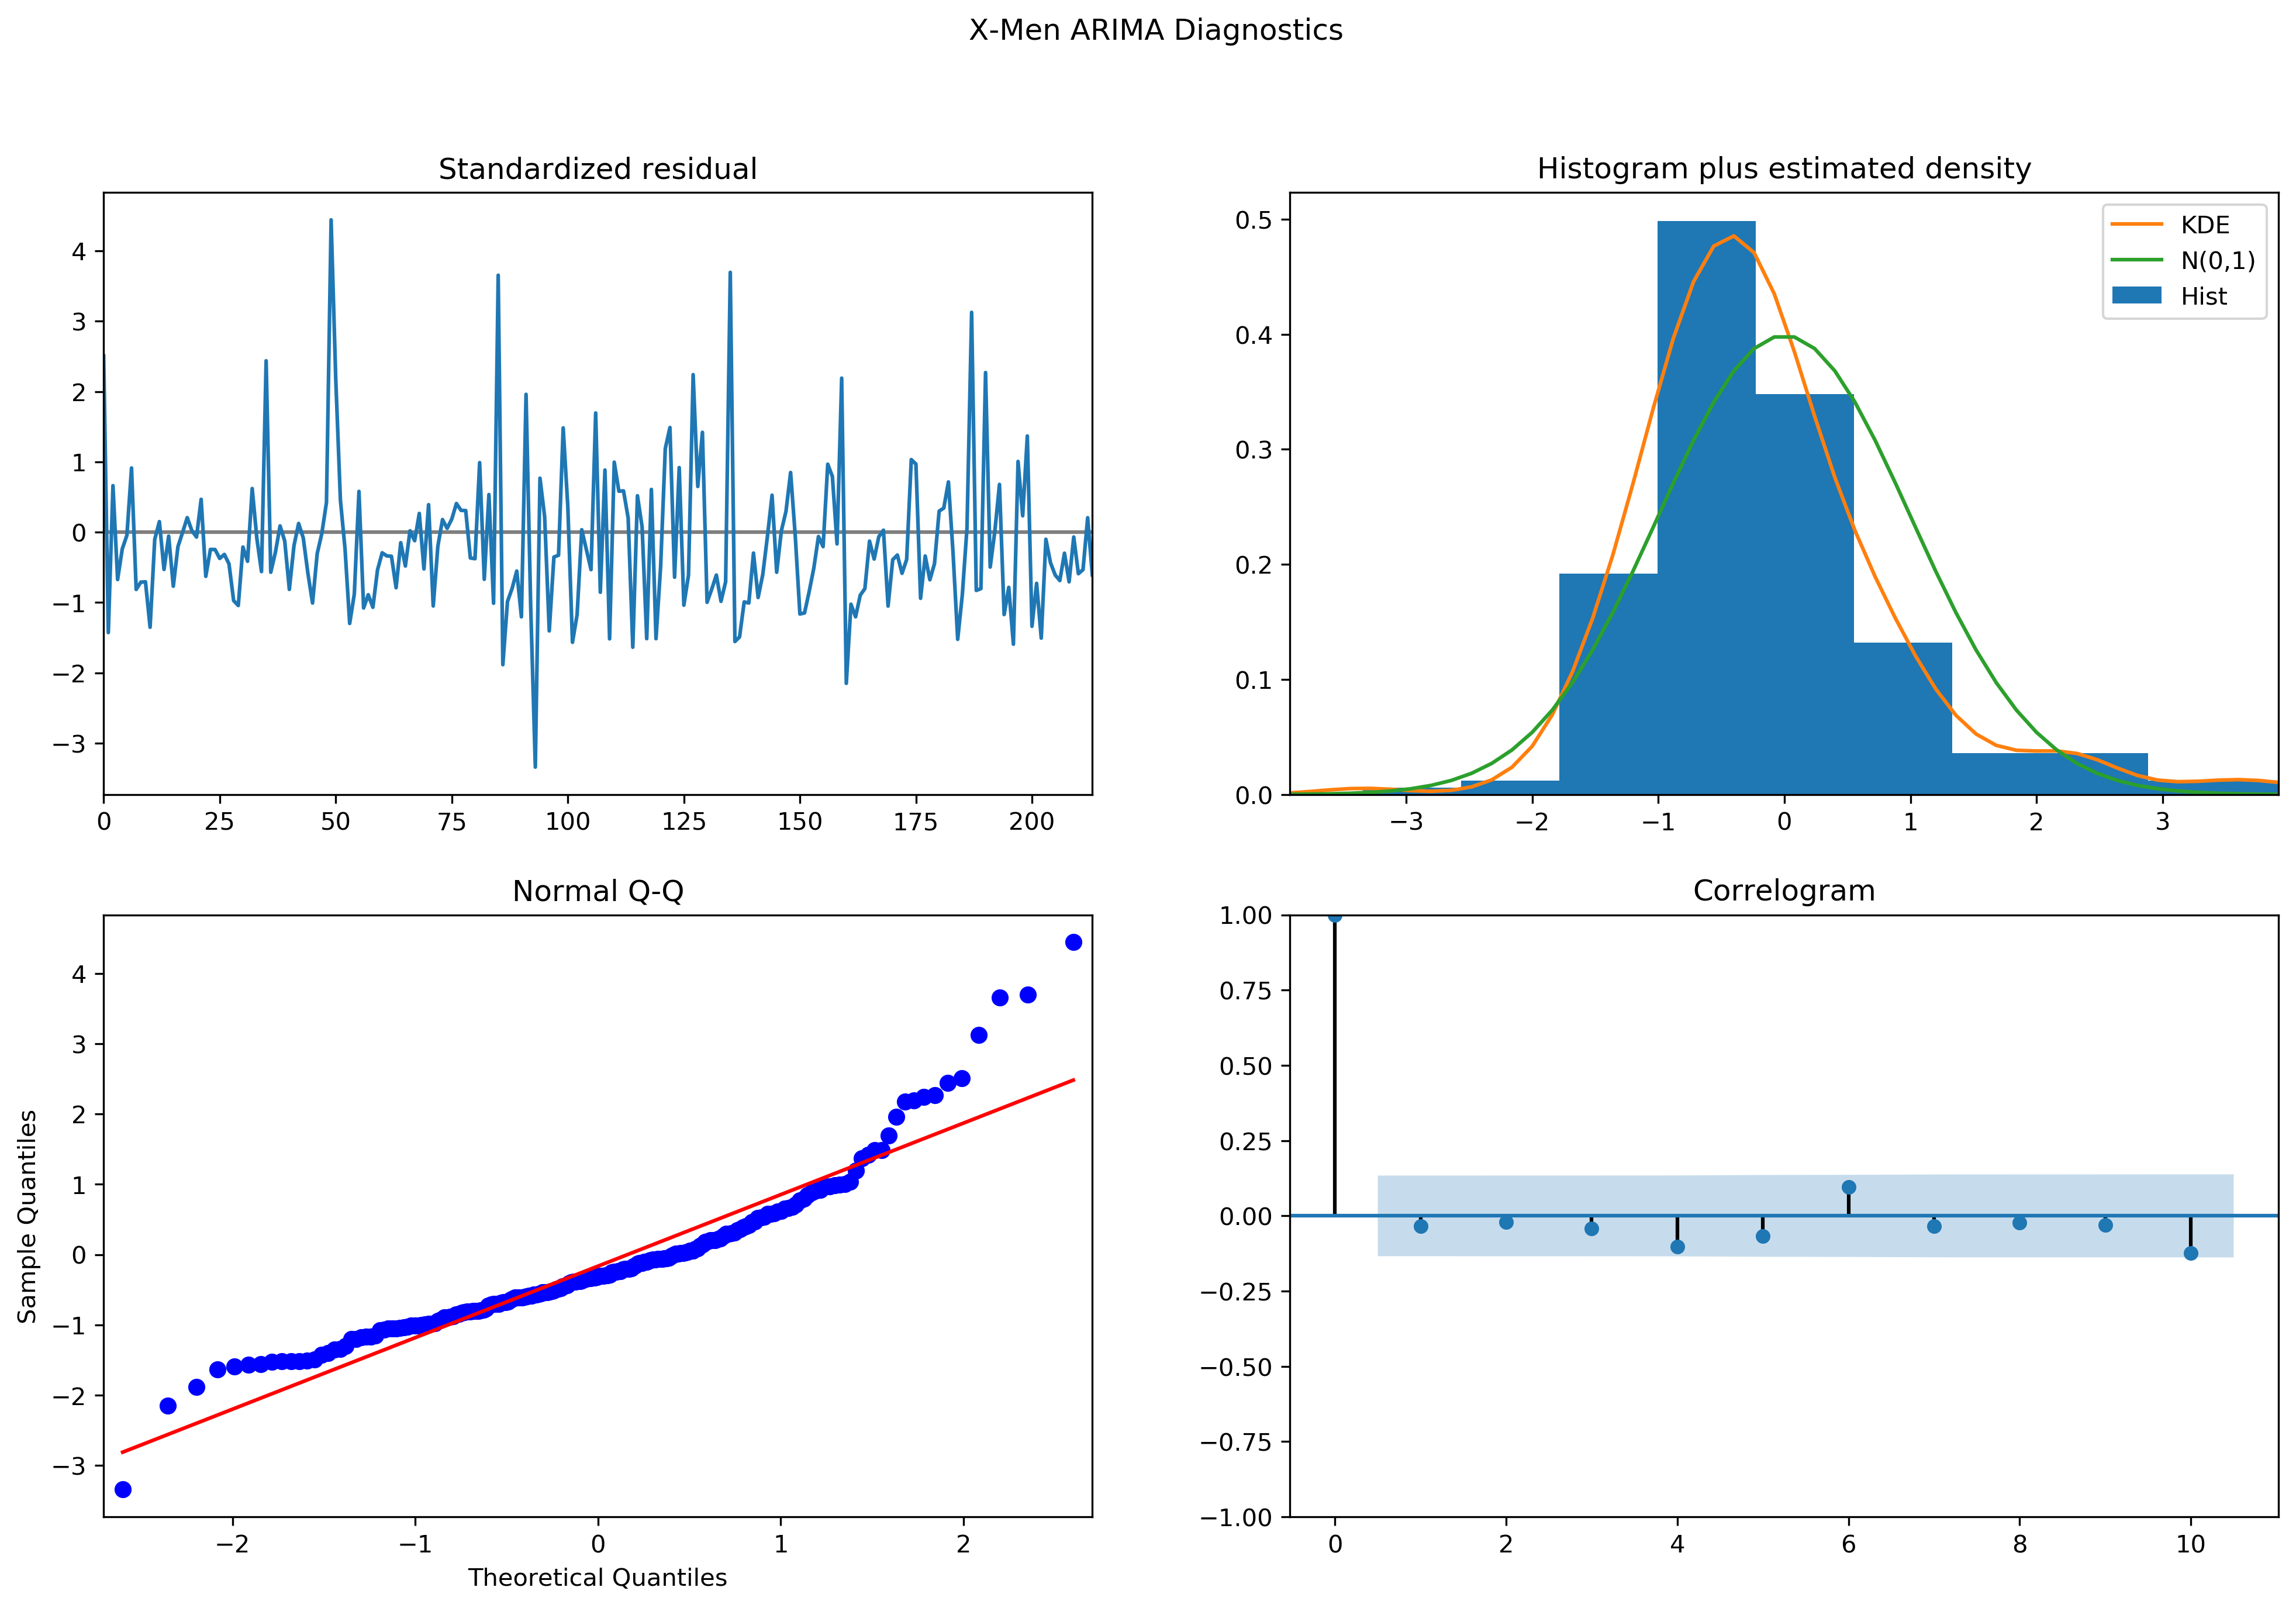 X-Men ARIMA Diagnostics
Standardized residual
4
3
2
1
0
−1
−2
−3
0 25 50 75 100 125 150 175 200
Histogram plus estimated density
KDE
N(0,1)
Hist
0.5
0.4
0.3
0.2
0.1
0.0
−3 −2 −1 0 1 2 3
Normal Q-Q
Sample Quantiles
4
3
2
1
0
−1
−2
−3
−2 −1 0 1 2
Theoretical Quantiles
Correlogram
1.00
0.75
0.50
0.25
0.00
−0.25
−0.50
−0.75
−1.00
0 2 4 6 8 10